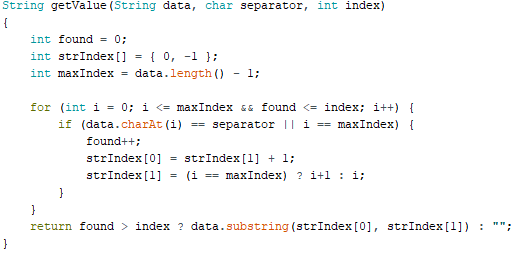 String getValue(String data, char separator, int index)
{
    int found = 0;
    int strIndex[] = { 0, -1 };
    int maxIndex = data.length() - 1;

    for (int i = 0; i <= maxIndex && found <= index; i++) {
        if (data.charAt(i) == separator || i == maxIndex) {
            found++;
            strIndex[0] = strIndex[1] + 1;
            strIndex[1] = (i == maxIndex) ? i+1 : i;
        }
    }
    return found > index ? data.substring(strIndex[0], strIndex[1]) : "";
}